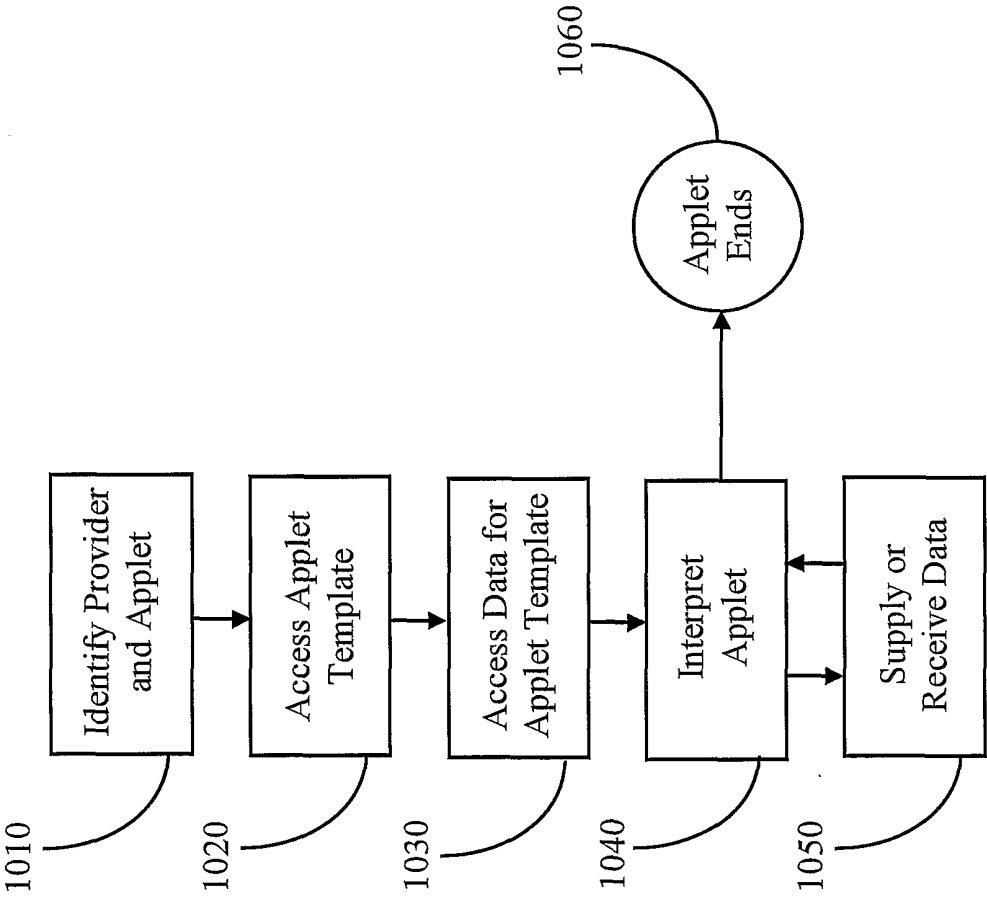 1010
Identify Provider
and Applet
1020
Access Applet
Template
1030
Access Data for
Applet Template
1040
Interpret
Applet
1050
Supply or
Receive Data
1060
Applet
Ends